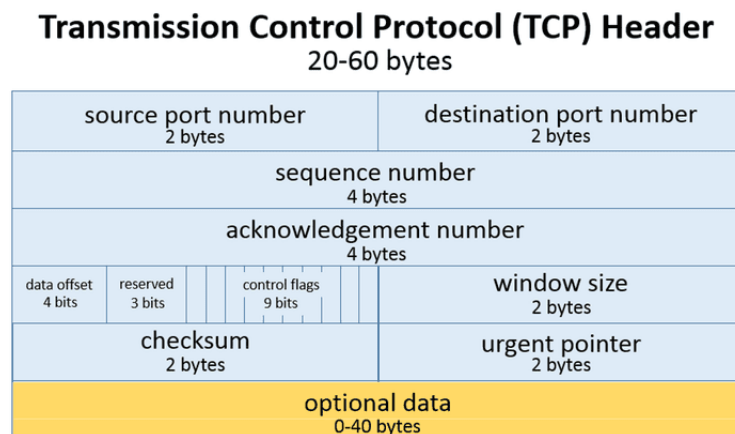 Transmission Control Protocol (TCP) Header
20-60 bytes
source port number
2 bytes
destination port number
2 bytes
sequence number
4 bytes
acknowledgement number
4 bytes
data offset
4 bits
reserved
3 bits
control flags
9 bits
window size
2 bytes
checksum
2 bytes
urgent pointer
2 bytes
optional data
0-40 bytes